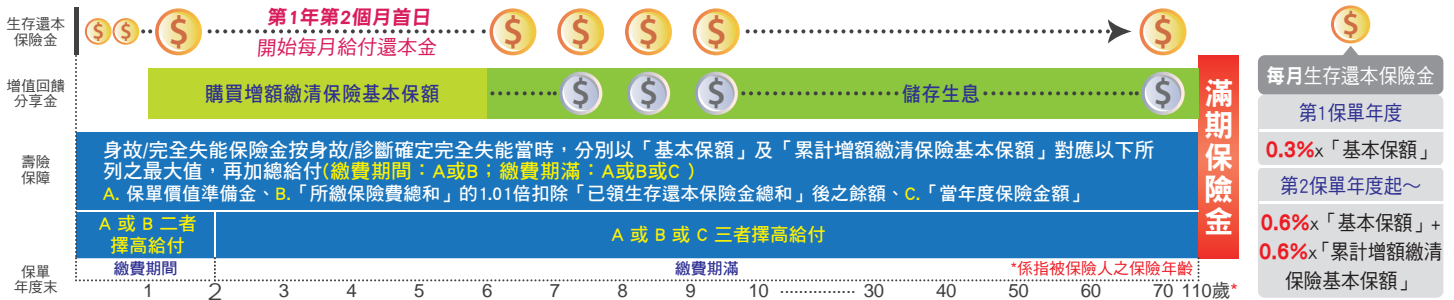 生存還本
保險金
第1年第2個月首日
開始每月給付還本金
增值回饋
分享金
購買增額繳清保險基本保額
儲存生息
壽險
保障
身故/完全失能保險金按身故/診斷確定完全失能當時，分別以「基本保額」及「累計增額繳清保險基本保額」對應以下所
列之最大值，再加總給付(繳費期間：A或B；繳費期滿：A或B或C )
A. 保單價值準備金、B.「所繳保險費總和」的1.01倍扣除「已領生存還本保險金總和」後之餘額、C.「當年度保險金額」
A 或 B 二者
擇高給付
A 或 B 或 C 三者擇高給付
繳費期間
繳費期滿
*係指被保險人之保險年齡
保單
年度末
1 2 3 4 5 6 7 8 9 10 30 40 50 60 70 110歲*
滿期保險金
每月生存還本保險金
第1保單年度
0.3%x「基本保額」
第2保單年度起～
0.6%x「基本保額」+
0.6%x「累計增額繳清
保險基本保額」